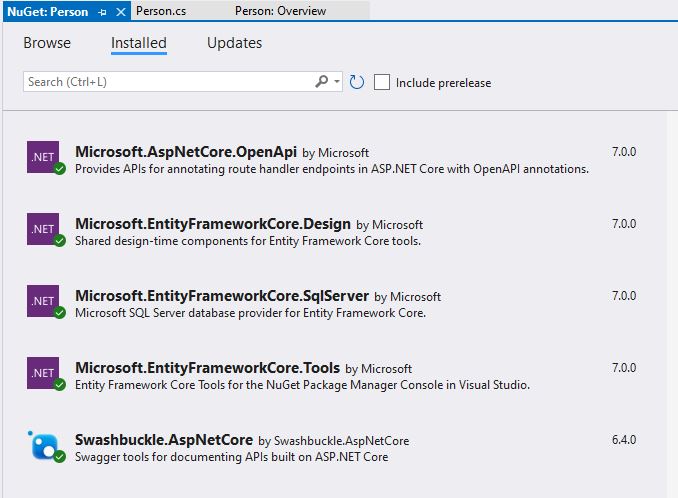 NuGet: Person Person.cs Person: Overview
Browse Installed Updates
Search (Ctrl+L) Include prerelease
.NET Microsoft.AspNetCore.OpenApi by Microsoft 7.0.0
Provides APIs for annotating route handler endpoints in ASP.NET Core with OpenAPI annotations.
.NET Microsoft.EntityFrameworkCore.Design by Microsoft 7.0.0
Shared design-time components for Entity Framework Core tools.
.NET Microsoft.EntityFrameworkCore.SqlServer by Microsoft 7.0.0
Microsoft SQL Server database provider for Entity Framework Core.
.NET Microsoft.EntityFrameworkCore.Tools by Microsoft 7.0.0
Entity Framework Core Tools for the NuGet Package Manager Console in Visual Studio.
Swashbuckle.AspNetCore by Swashbuckle.AspNetCore 6.4.0
Swagger tools for documenting APIs built on ASP.NET Core